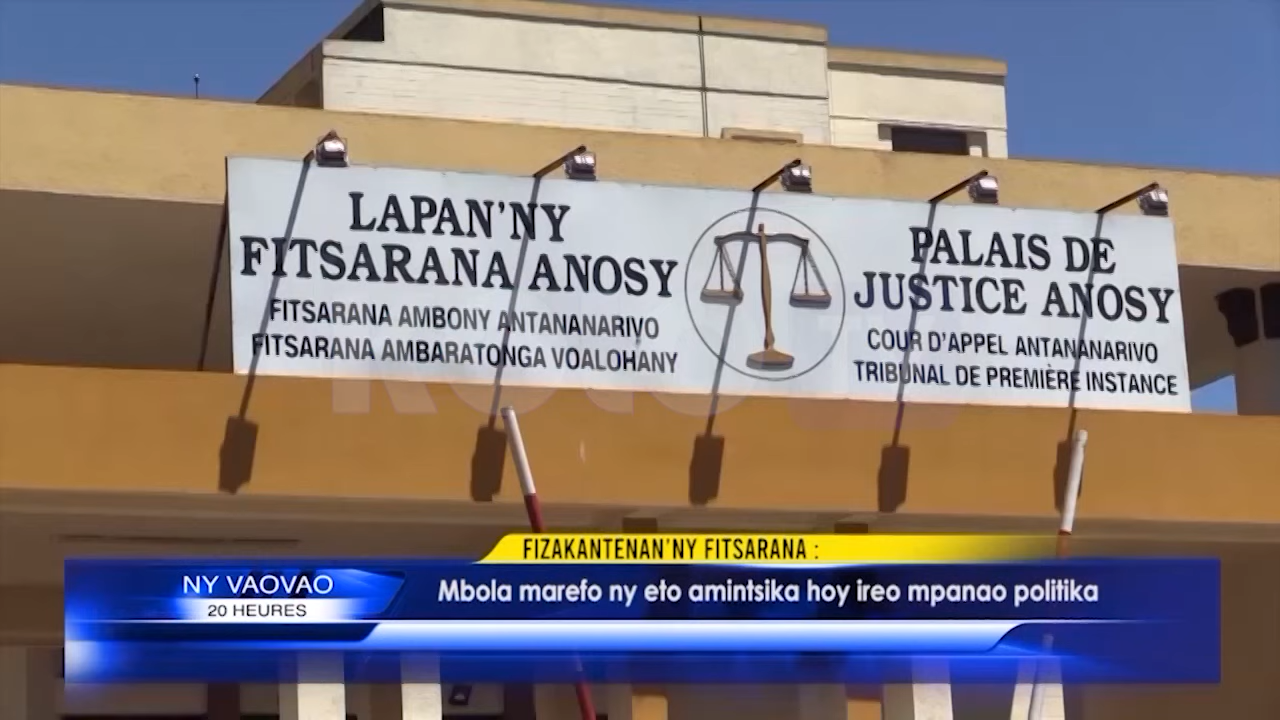 LAPAN'NY
FITSARANA ANOSY
FITSARANA AMBONY ANTANANARIVO
FITSARANA AMBARATONGA VOALOHANY
PALAIS DE
JUSTICE ANOSY
COUR D'APPEL ANTANANARIVO
TRIBUNAL DE PREMIÈRE INSTANCE
FIZAKANTENAN'NY FITSARANA :
NY VAOVAO
20 HEURES
Mbola marefo ny eto amintsika hoy ireo mpanao politika